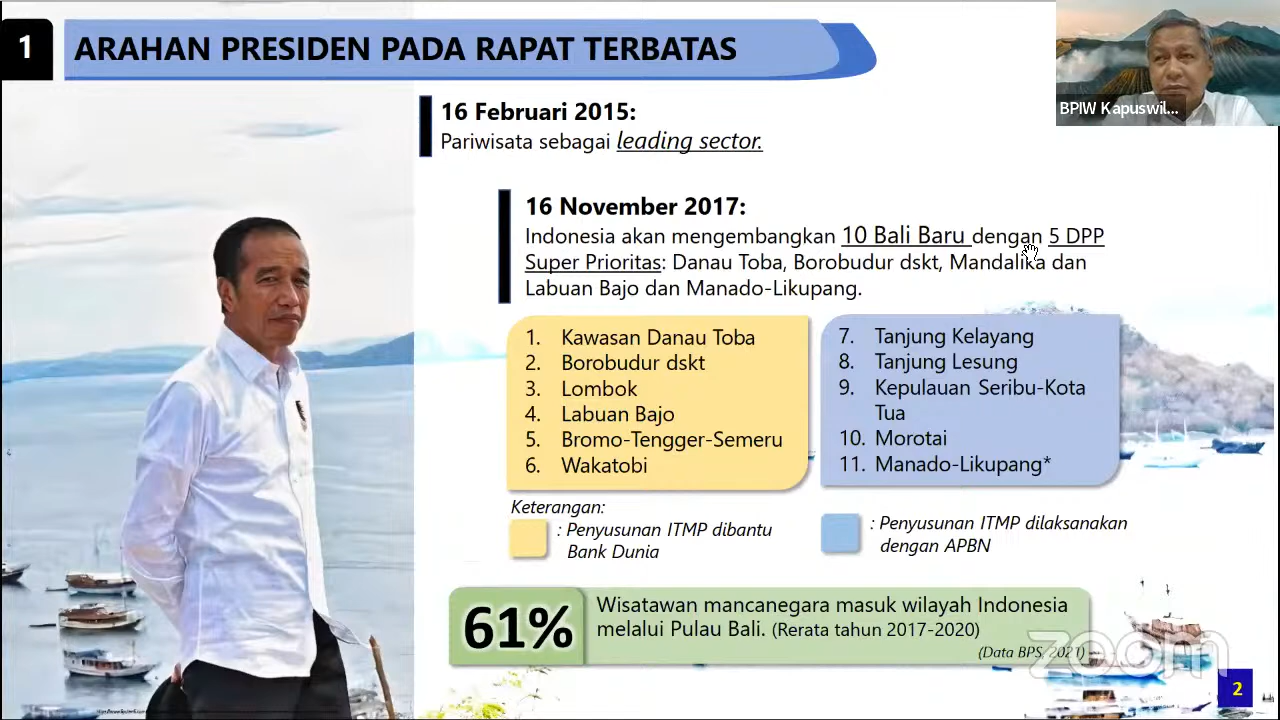 1
ARAHAN PRESIDEN PADA RAPAT TERBATAS
BPIW Kapuswil...
16 Februari 2015:
Pariwisata sebagai leading sector.
16 November 2017:
Indonesia akan mengembangkan 10 Bali Baru dengan 5 DPP
Super Prioritas: Danau Toba, Borobudur dskt, Mandalika dan
Labuan Bajo dan Manado-Likupang.
1. Kawasan Danau Toba
2. Borobudur dskt
3. Lombok
4. Labuan Bajo
5. Bromo-Tengger-Semeru
6. Wakatobi
7. Tanjung Kelayang
8. Tanjung Lesung
9. Kepulauan Seribu-Kota
Tua
10. Morotai
11. Manado-Likupang*
Keterangan:
: Penyusunan ITMP dibantu
Bank Dunia
: Penyusunan ITMP dilaksanakan
dengan APBN
61%
Wisatawan mancanegara masuk wilayah Indonesia
melalui Pulau Bali. (Rerata tahun 2017-2020)
(Data BPS, 2021)
zoom
2